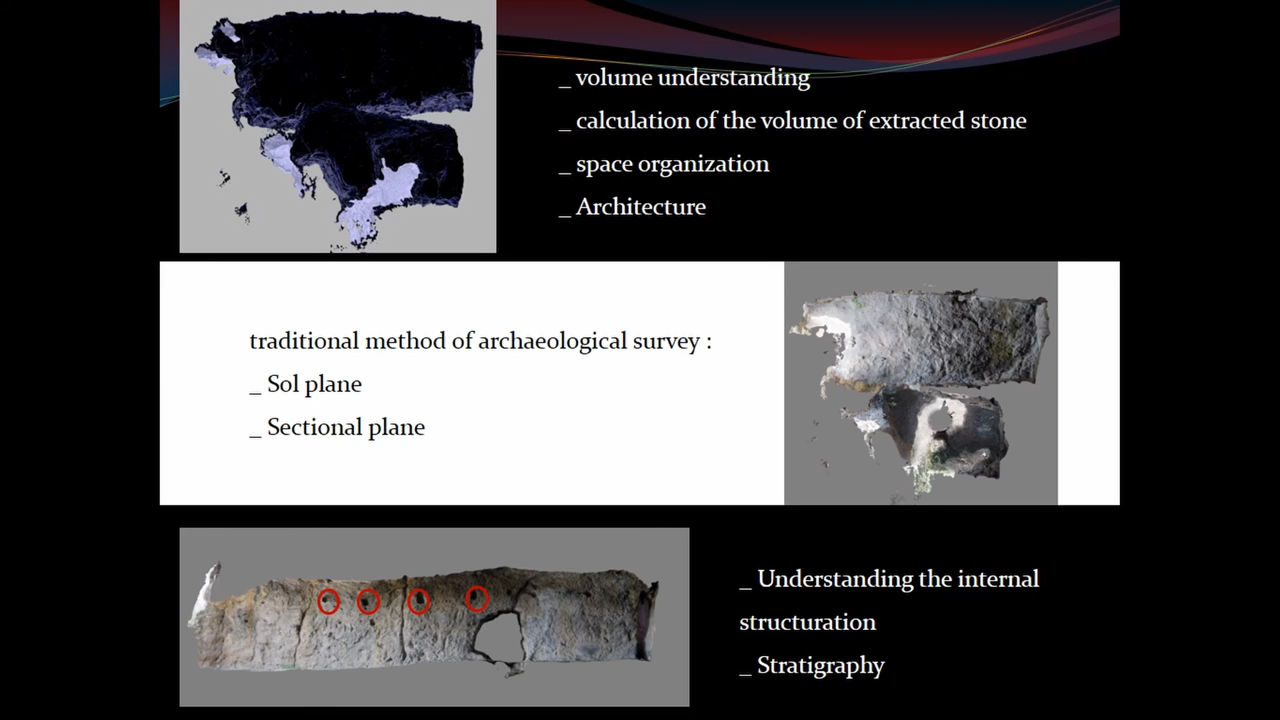 _ volume understanding
_ calculation of the volume of extracted stone
_ space organization
_ Architecture
traditional method of archaeological survey :
_ Sol plane
_ Sectional plane
_ Understanding the internal
structuration
_ Stratigraphy